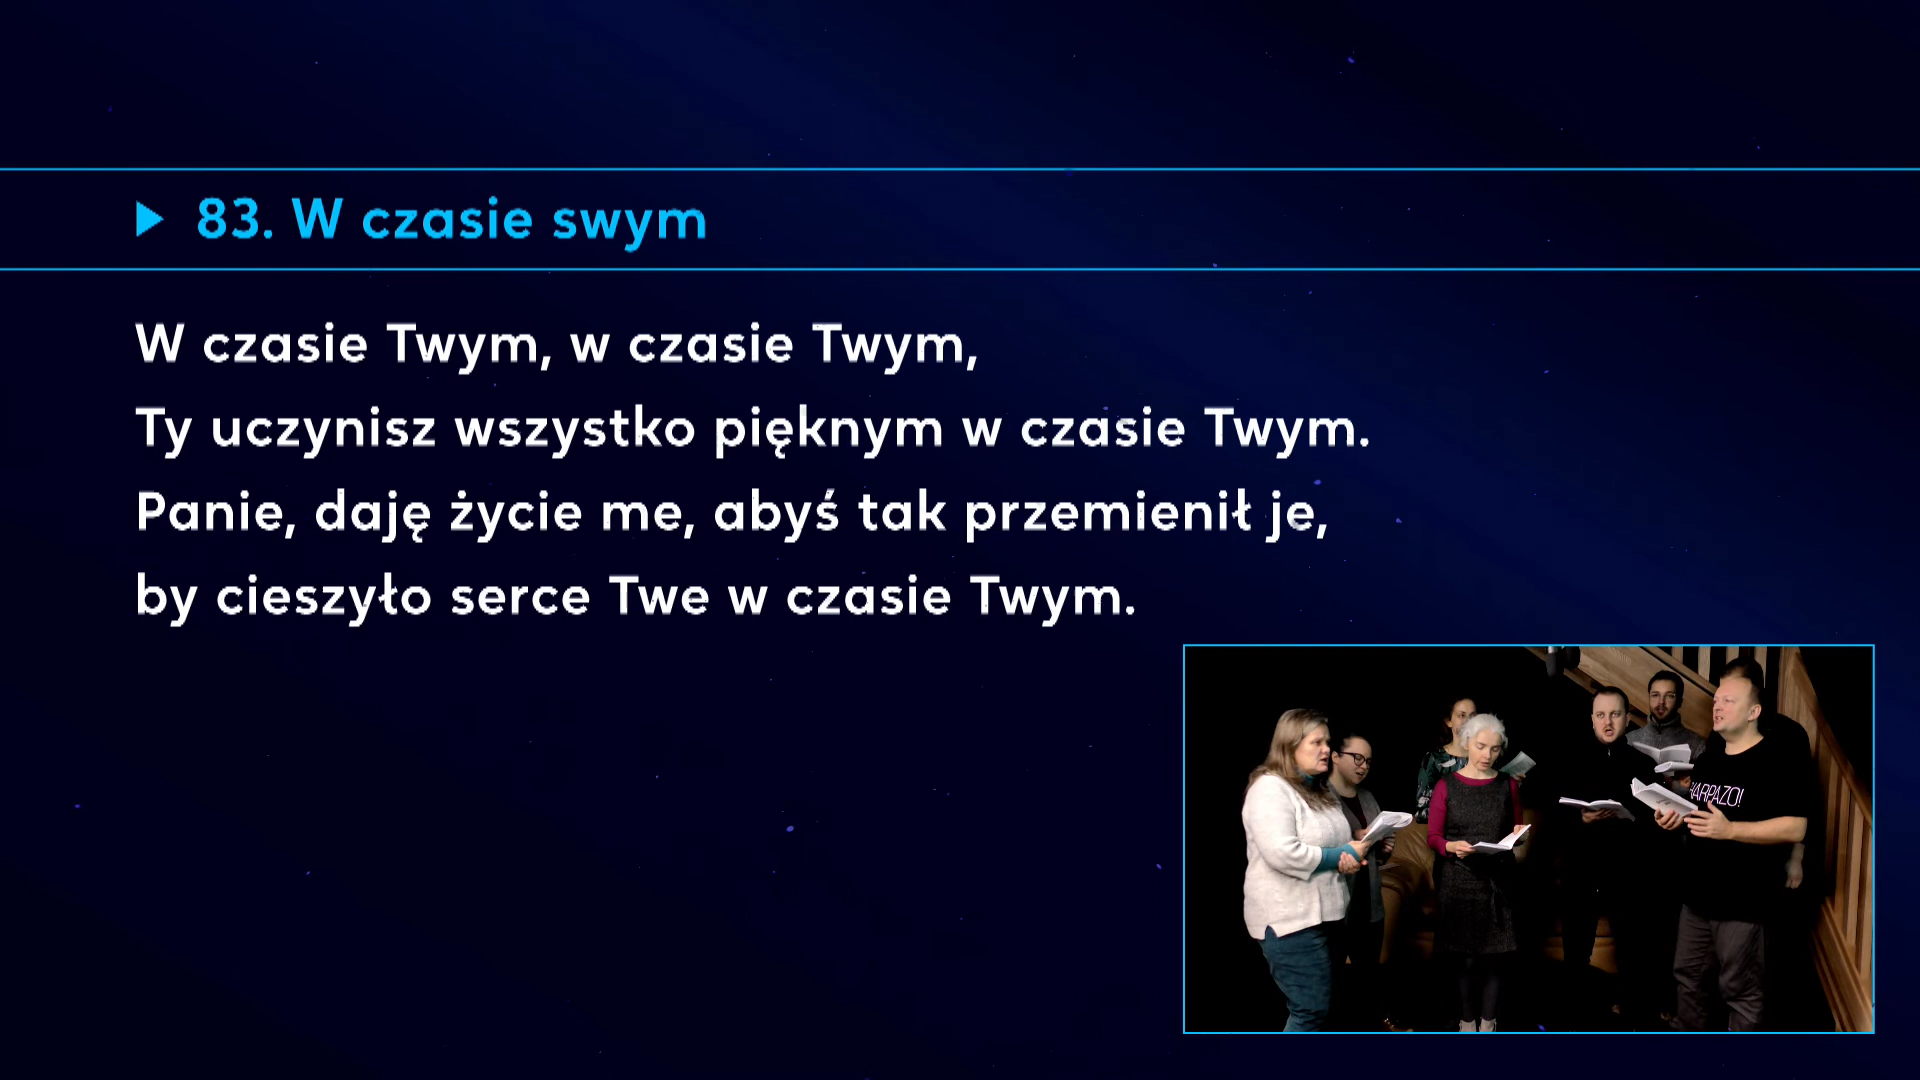 83. W czasie swym
W czasie Twym, w czasie Twym,
Ty uczynisz wszystko pięknym w czasie Twym.
Panie, daję życie me, abyś tak przemienił je,
by cieszyło serce Twe w czasie Twym.
HARPAZO!